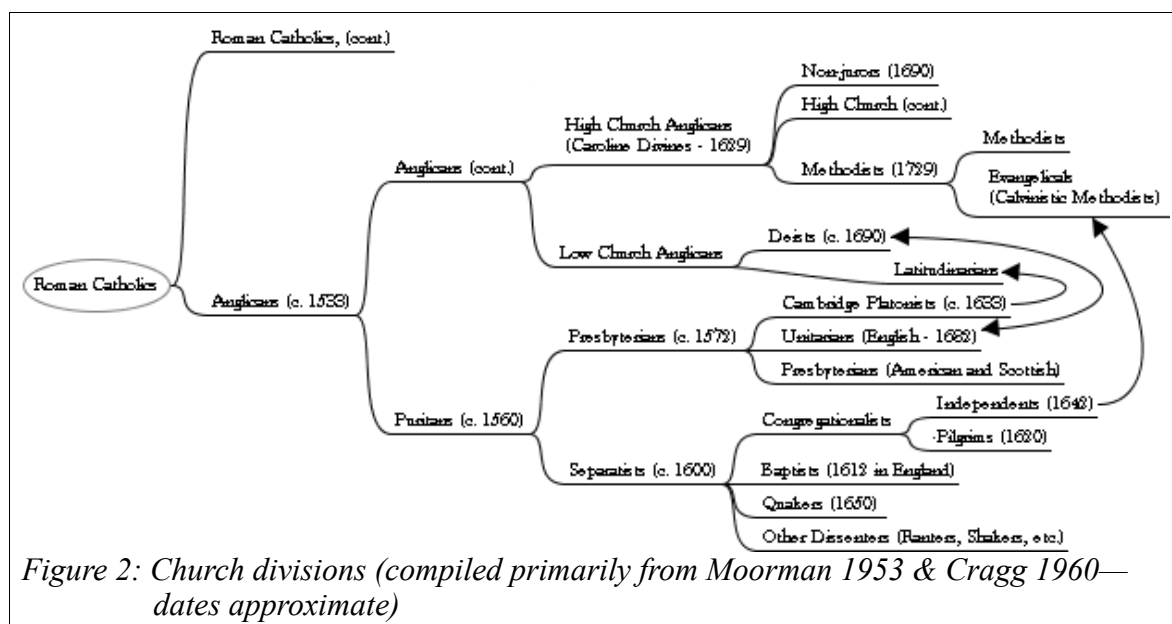 Roman Catholics, (cont.)
Non-jurors (1690)
High Church (cont.)
High Church Anglicans
(Caroline Divines - 1629)
Methodists
Anglicans (cont.)
Methodists (1729)
Evangelicals
(Calvinistic Methodists)
Deists (c. 1690)
Low Church Anglicans
Latitudinarians
Roman Catholics
Anglicans (c. 1533)
Cambridge Platonists (c. 1633)
Presbyterians (c. 1572)
Unitarians (English - 1682)
Presbyterians (American and Scottish)
Independents (1642)
Puritans (c. 1560)
Congregationalists
-Pilgrims (1620)
Separatists (c. 1600)
Baptists (1612 in England)
Quakers (1650)
Other Dissenters (Ranters, Shakers, etc.)
Figure 2: Church divisions (compiled primarily from Moorman 1953 & Cragg 1960—
dates approximate)